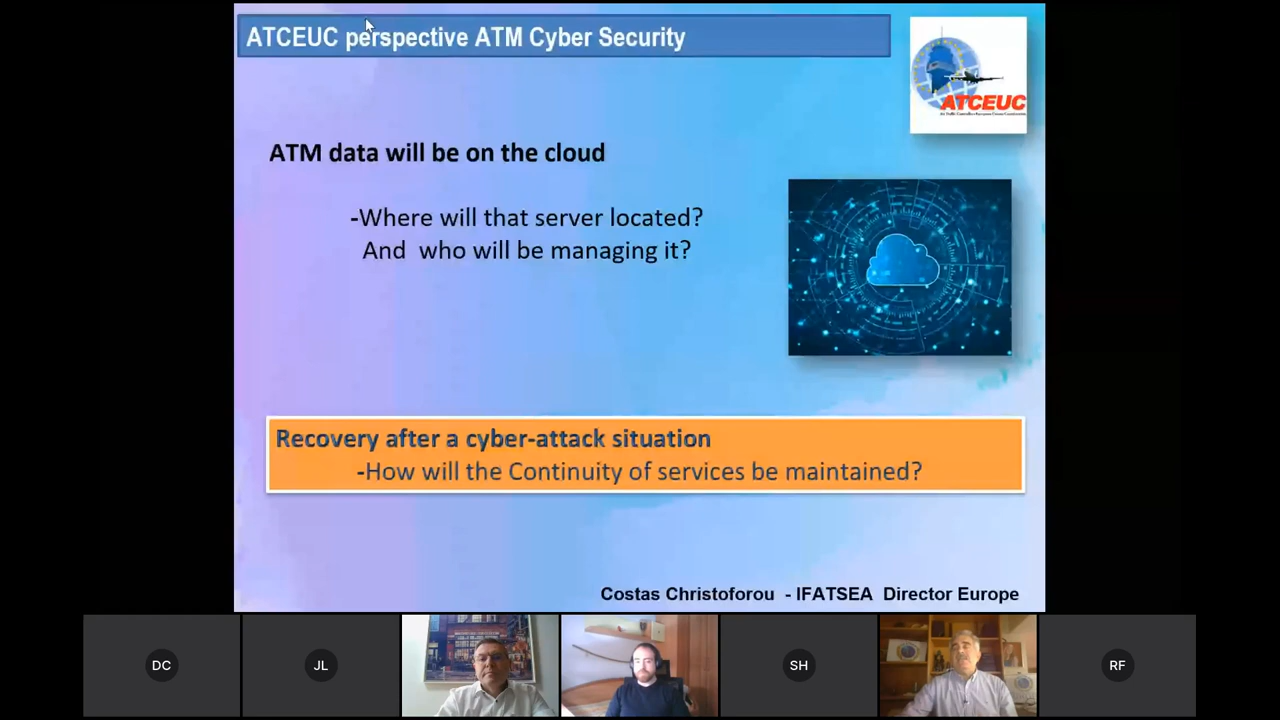 ATCEUC perspective ATM Cyber Security
ATCEUC
ATM data will be on the cloud
-Where will that server located?
And who will be managing it?
Recovery after a cyber-attack situation
-How will the Continuity of services be maintained?
Costas Christoforou - IFATSEA Director Europe
DC
JL
SH
RF